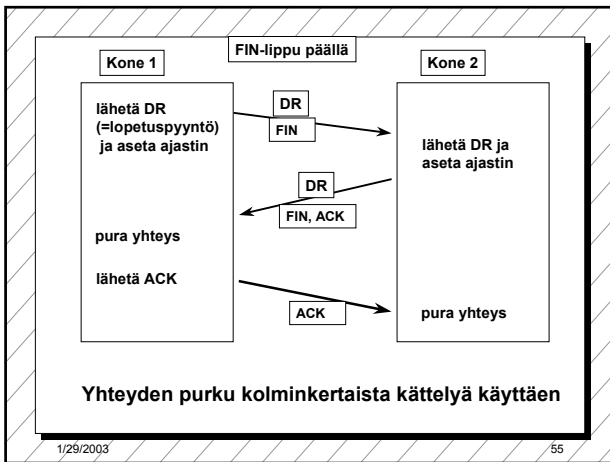 FIN-lippu päällä
Kone 1
Kone 2
lähetä DR
(=lopetuspyyntö)
ja aseta ajastin
DR
FIN
lähetä DR ja
aseta ajastin
DR
FIN, ACK
pura yhteys
lähetä ACK
ACK
pura yhteys
Yhteyden purku kolminkertaista kättelyä käyttäen
1/29/2003
55